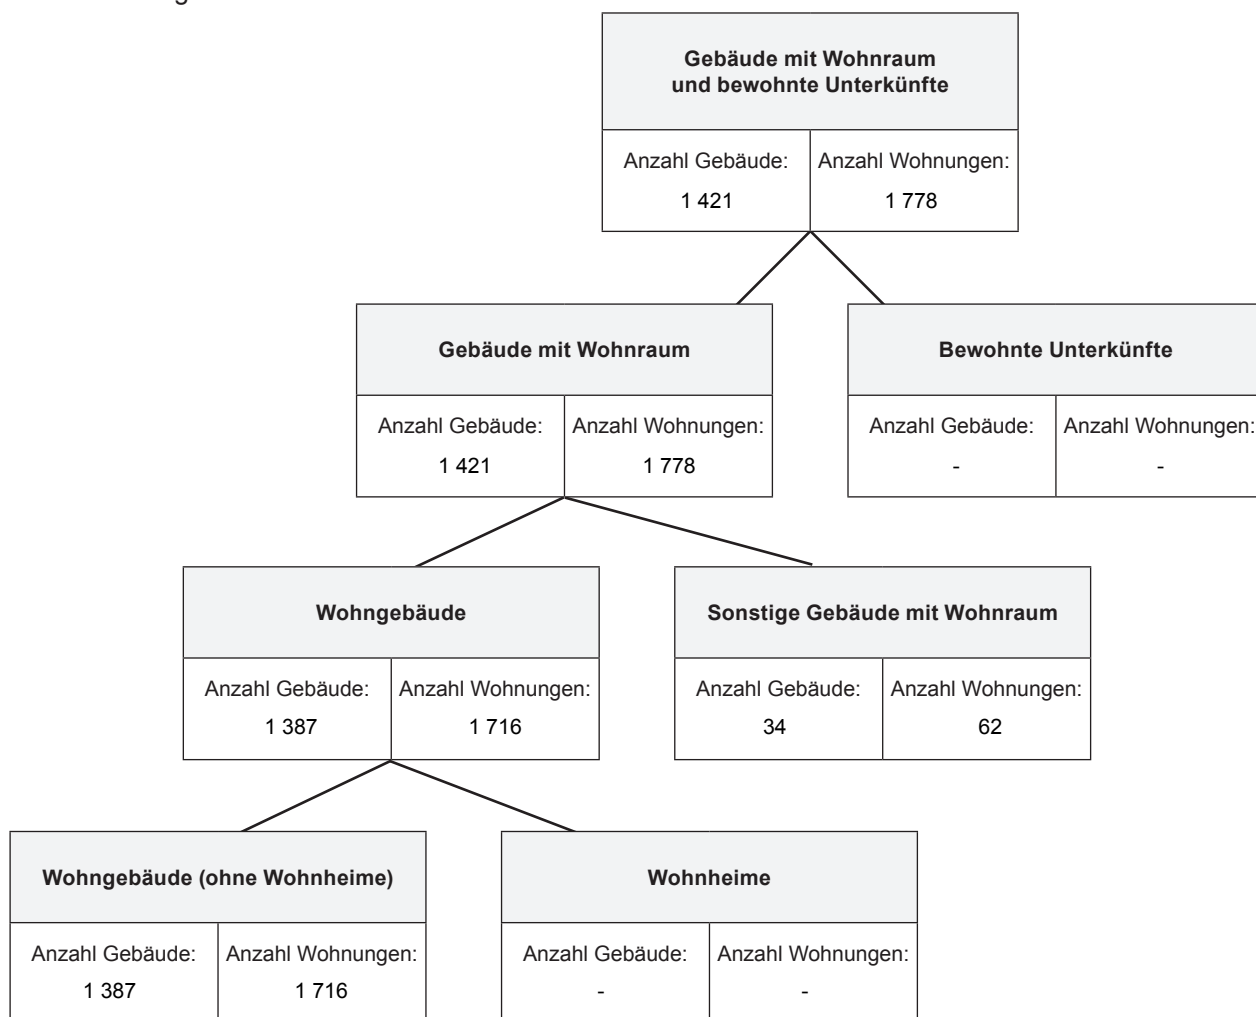 Gebäude mit Wohnraum
und bewohnte Unterkünfte
Anzahl Gebäude: Anzahl Wohnungen:
1 421 1 778
Gebäude mit Wohnraum Bewohnte Unterkünfte
Anzahl Gebäude: Anzahl Wohnungen: Anzahl Gebäude: Anzahl Wohnungen:
1 421 1 778 - -
Wohngebäude Sonstige Gebäude mit Wohnraum
Anzahl Gebäude: Anzahl Wohnungen: Anzahl Gebäude: Anzahl Wohnungen:
1 387 1 716 34 62
Wohngebäude (ohne Wohnheime) Wohnheime
Anzahl Gebäude: Anzahl Wohnungen: Anzahl Gebäude: Anzahl Wohnungen:
1 387 1 716 - -